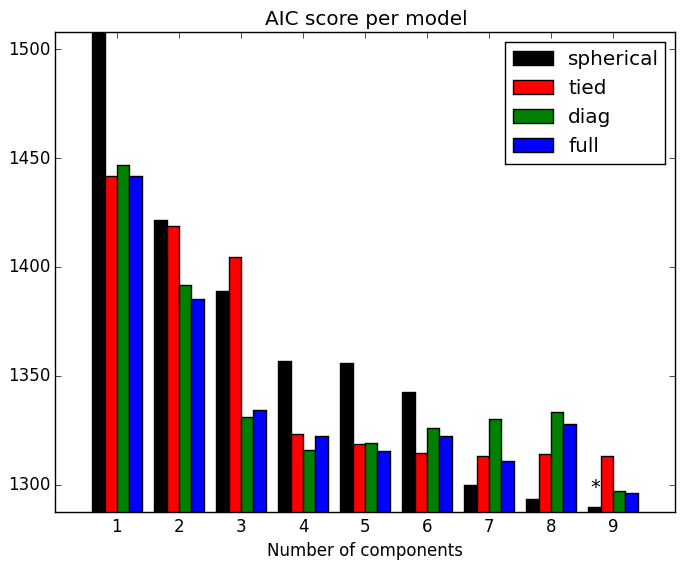 AIC score per model
1500
1450
1400
1350
1300
spherical
tied
diag
full
*
1 2 3 4 5 6 7 8 9
Number of components